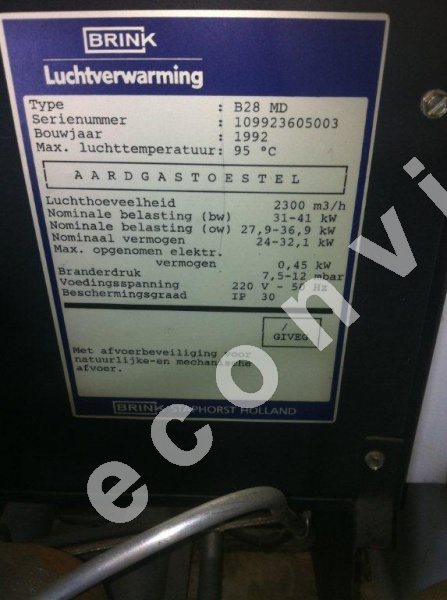 BRINK
Luchtverwarming
Type : B28 MD
Serienummer : 109923605003
Bouwjaar : 1992
Max. luchttemperatuur: 95 °C
AARDGASTOESTEL
Luchthoeveelheid 2300 m3/h
Nominale belasting (bw) 31-41 kW
Nominale belasting (ow) 27,9-36,9 kW
Nominaal vermogen 24-32,1 kW
Max. opgenomen elektr.
vermogen 0,45 kW
Branderdruk 7,5-12 mbar
Voedingsspanning 220 V - 50 Hz
Beschermingsgraad IP 30
/
GIVEG
Met afvoerbeveiliging voor
natuurlijke-en mechanische
afvoer.
BRINK STAPHORST HOLLAND
econvi